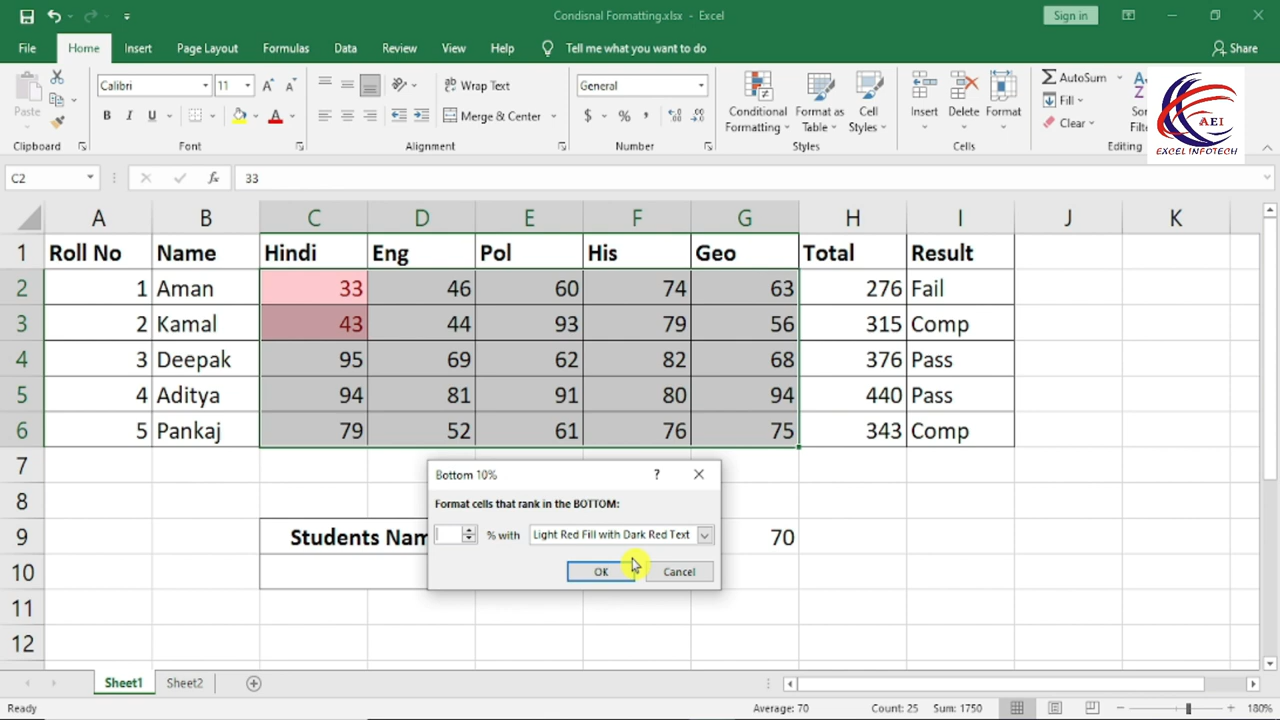 Condisnal Formatting.xlsx - Excel
Sign in
File Home Insert Page Layout Formulas Data Review View Help Tell me what you want to do Share
Paste
Calibri 11
B I U
Wrap Text
Merge & Center
General
$ % ,
Conditional Formatting
Format as Table
Cell Styles
Insert Delete Format
AutoSum
Fill
Clear
AEI
EXCEL INFOTECH
Clipboard Font Alignment Number Styles Cells Editing
C2 fx 33
A B C D E F G H I J K
1 Roll No Name Hindi Eng Pol His Geo Total Result
2 1 Aman 33 46 60 74 63 276 Fail
3 2 Kamal 43 44 93 79 56 315 Comp
4 3 Deepak 95 69 62 82 68 376 Pass
5 4 Aditya 94 81 91 80 94 440 Pass
6 5 Pankaj 79 52 61 76 75 343 Comp
7
8
9 Students Nam 70
10
11
12
Bottom 10% ?
Format cells that rank in the BOTTOM:
% with Light Red Fill with Dark Red Text
OK Cancel
Sheet1 Sheet2
Ready Average: 70 Count: 25 Sum: 1750 180%